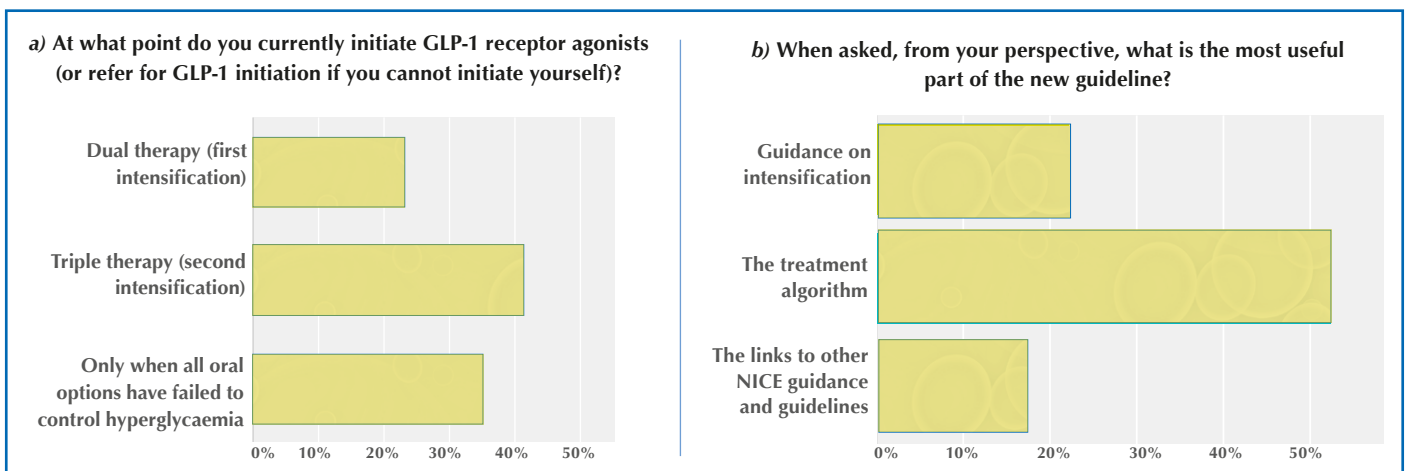 a) At what point do you currently initiate GLP-1 receptor agonists
(or refer for GLP-1 initiation if you cannot initiate yourself)?
Dual therapy (first
intensification)
Triple therapy (second
intensification)
Only when all oral
options have failed to
control hyperglycaemia
0% 10% 20% 30% 40% 50%
b) When asked, from your perspective, what is the most useful
part of the new guideline?
Guidance on
intensification
The treatment
algorithm
The links to other
NICE guidance
and guidelines
0% 10% 20% 30% 40% 50%